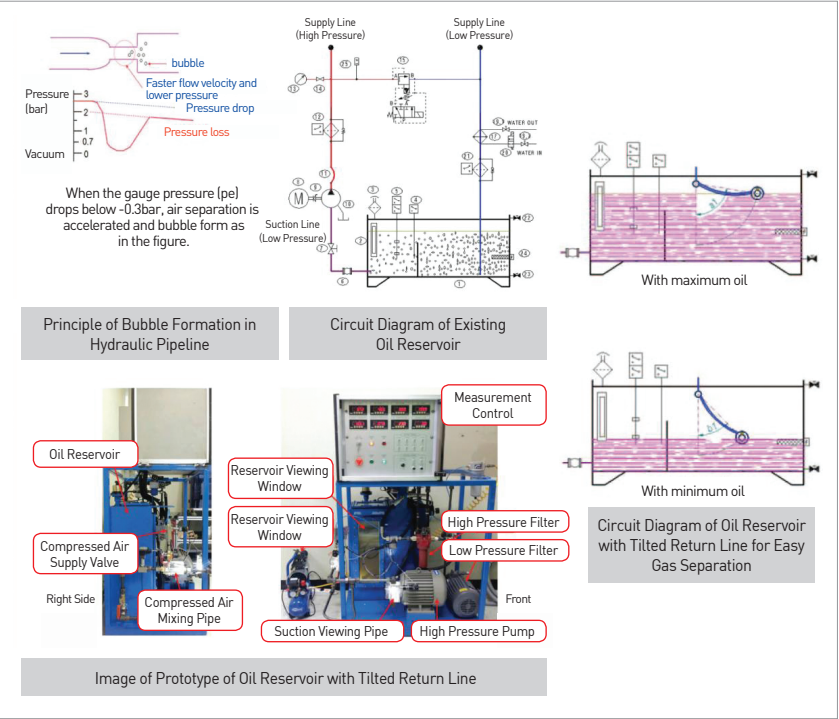 bubble
Faster flow velocity and
lower pressure
Pressure
(bar)
3
Pressure drop
2
Pressure loss
1
0.7
Vacuum
0
When the gauge pressure (pe)
drops below -0.3bar, air separation is
accelerated and bubble form as
in the figure.
Principle of Bubble Formation in
Hydraulic Pipeline
Supply Line
(High Pressure)
Supply Line
(Low Pressure)
WATER OUT
WATER IN
M
Suction Line
(Low Pressure)
Circuit Diagram of Existing
Oil Reservoir
With maximum oil
With minimum oil
Circuit Diagram of Oil Reservoir
with Tilted Return Line for Easy
Gas Separation
Measurement
Control
Oil Reservoir
Reservoir Viewing
Window
Reservoir Viewing
Window
High Pressure Filter
Low Pressure Filter
Compressed Air
Supply Valve
Right Side
Compressed Air
Mixing Pipe
Front
Suction Viewing Pipe
High Pressure Pump
Image of Prototype of Oil Reservoir with Tilted Return Line